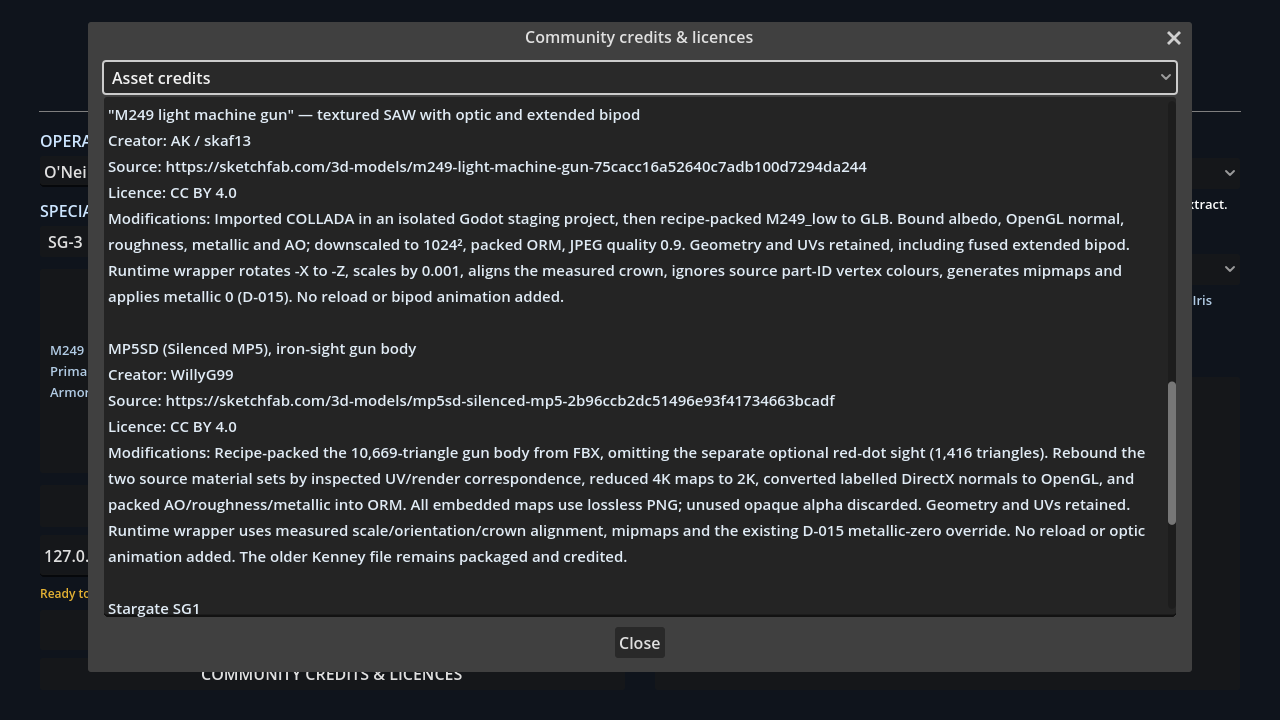 Community credits & licences
Asset credits
"M249 light machine gun" — textured SAW with optic and extended bipod
Creator: AK / skaf13
Source: https://sketchfab.com/3d-models/m249-light-machine-gun-75cacc16a52640c7adb100d7294da244
Licence: CC BY 4.0
Modifications: Imported COLLADA in an isolated Godot staging project, then recipe-packed M249_low to GLB. Bound albedo, OpenGL normal,
roughness, metallic and AO; downscaled to 1024², packed ORM, JPEG quality 0.9. Geometry and UVs retained, including fused extended bipod.
Runtime wrapper rotates -X to -Z, scales by 0.001, aligns the measured crown, ignores source part-ID vertex colours, generates mipmaps and
applies metallic 0 (D-015). No reload or bipod animation added.
MP5SD (Silenced MP5), iron-sight gun body
Creator: WillyG99
Source: https://sketchfab.com/3d-models/mp5sd-silenced-mp5-2b96ccb2dc51496e93f41734663bcadf
Licence: CC BY 4.0
Modifications: Recipe-packed the 10,669-triangle gun body from FBX, omitting the separate optional red-dot sight (1,416 triangles). Rebound the
two source material sets by inspected UV/render correspondence, reduced 4K maps to 2K, converted labelled DirectX normals to OpenGL, and
packed AO/roughness/metallic into ORM. All embedded maps use lossless PNG; unused opaque alpha discarded. Geometry and UVs retained.
Runtime wrapper uses measured scale/orientation/crown alignment, mipmaps and the existing D-015 metallic-zero override. No reload or optic
animation added. The older Kenney file remains packaged and credited.
Stargate SG1
Close
OPERA
O'Nei
SPECIA
SG-3
M249
Prima
Armor
127.0.
Ready to
xtract.
Iris
COMMUNITY CREDITS & LICENCES